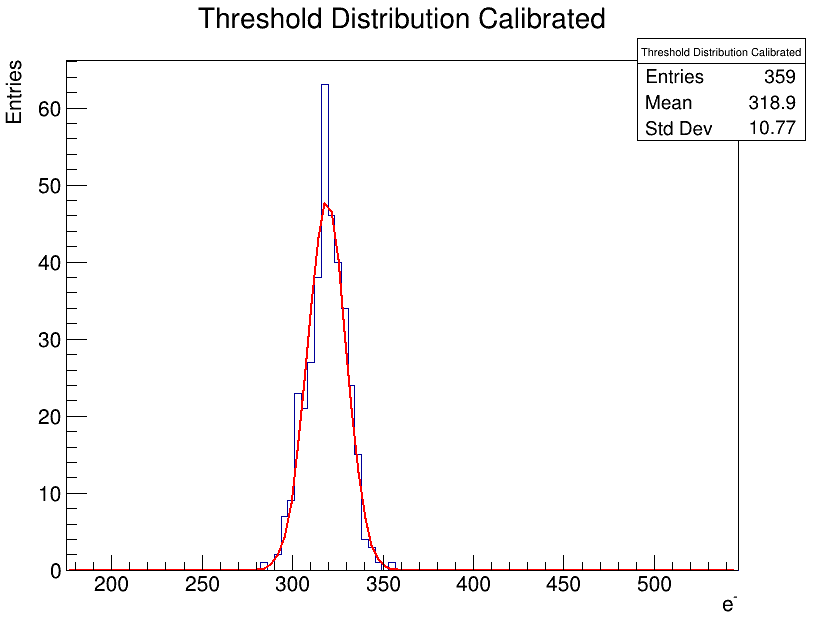 Threshold Distribution Calibrated
Threshold Distribution Calibrated
Entries 359
Mean 318.9
Std Dev 10.77
Entries
60
50
40
30
20
10
0
200 250 300 350 400 450 500
e-